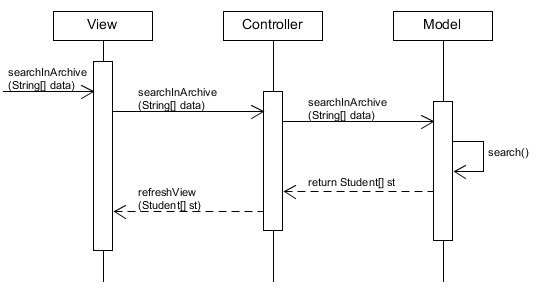 View
Controller
Model
searchInArchive
(String[] data)
searchInArchive
(String[] data)
searchInArchive
(String[] data)
search()
return Student[] st
refreshView
(Student[] st)